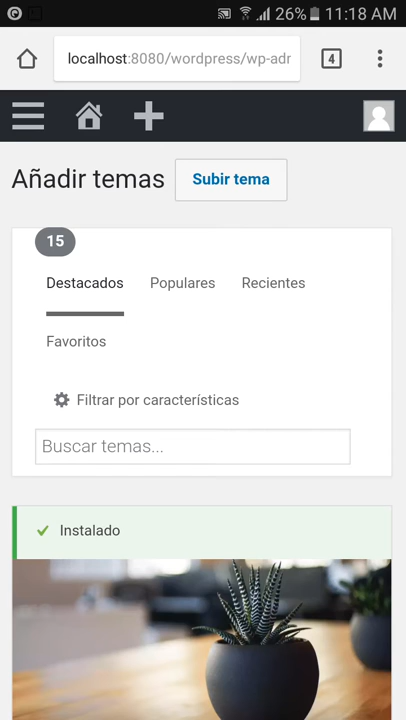 26% 11:18 AM
localhost:8080/wordpress/wp-adr
4
Añadir temas
Subir tema
15
Destacados Populares Recientes
Favoritos
Filtrar por características
Buscar temas...
Instalado